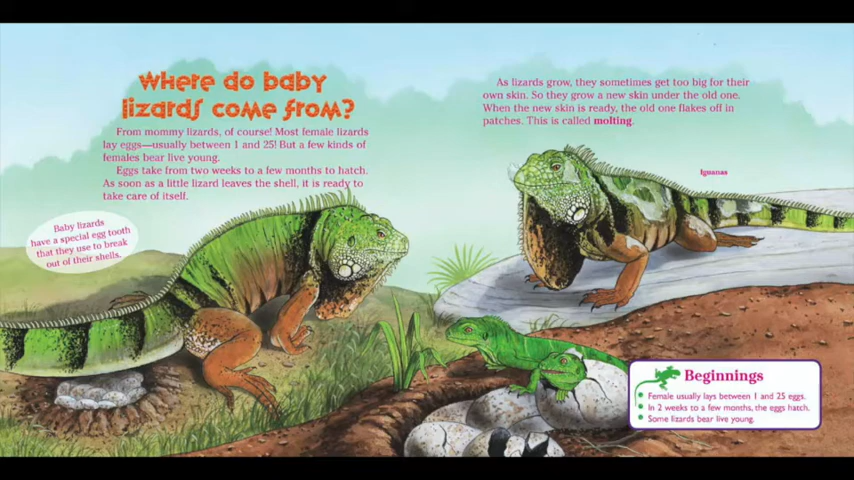 Where do baby
lizards come from?
From mommy lizards, of course! Most female lizards
lay eggs—usually between 1 and 25! But a few kinds of
females bear live young.
Eggs take from two weeks to a few months to hatch.
As soon as a little lizard leaves the shell, it is ready to
take care of itself.
Baby lizards
have a special egg tooth
that they use to break
out of their shells.
As lizards grow, they sometimes get too big for their
own skin. So they grow a new skin under the old one.
When the new skin is ready, the old one flakes off in
patches. This is called molting.
Iguanas
Beginnings
Female usually lays between 1 and 25 eggs.
In 2 weeks to a few months, the eggs hatch.
Some lizards bear live young.